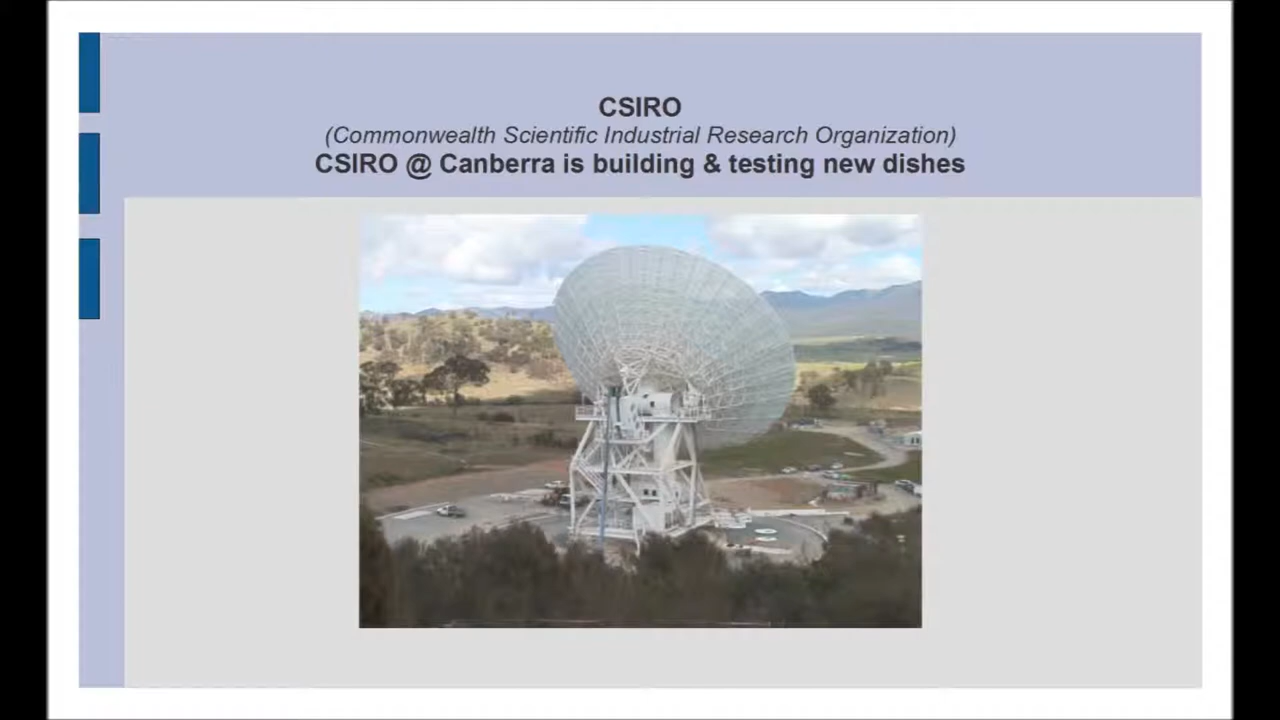 CSIRO
(Commonwealth Scientific Industrial Research Organization)
CSIRO @ Canberra is building & testing new dishes